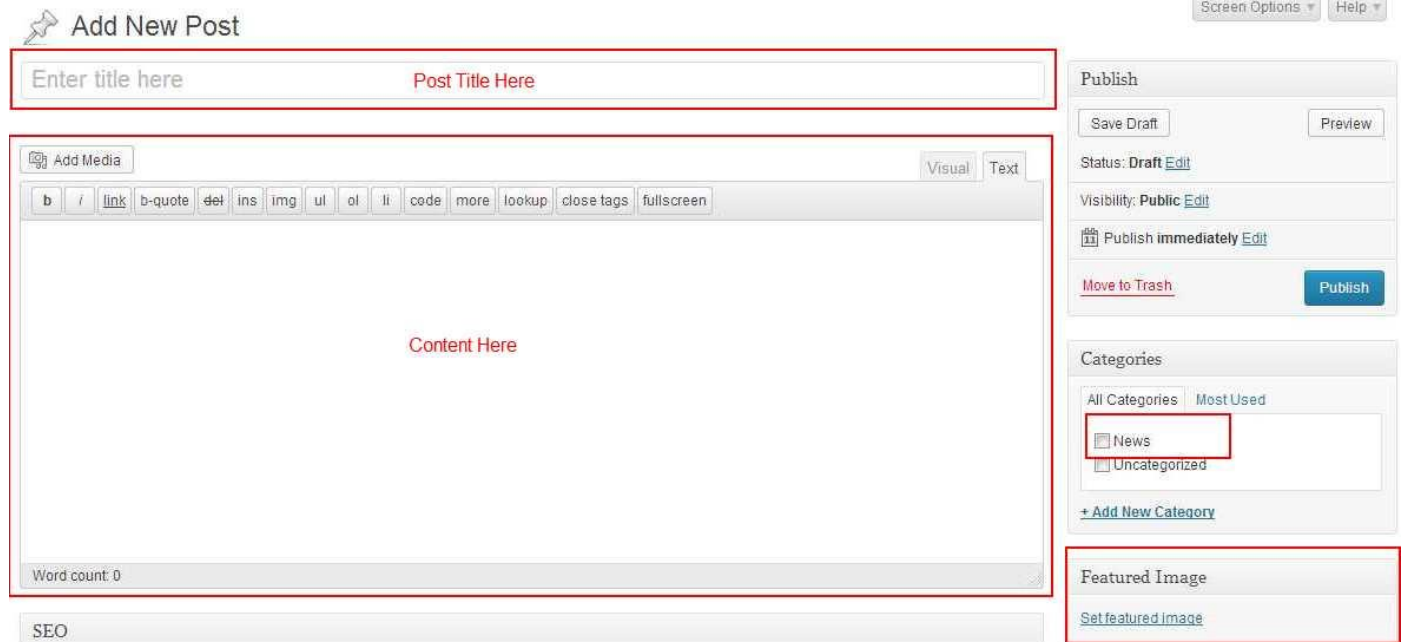 Screen Options Help
Add New Post
Enter title here Post Title Here
Add Media
Visual Text
b i link b-quote del ins img ul ol li code more lookup close tags fullscreen
Content Here
Word count: 0
SEO
Publish
Save Draft Preview
Status: Draft Edit
Visibility: Public Edit
11 Publish immediately Edit
Move to Trash Publish
Categories
All Categories Most Used
News
Uncategorized
+ Add New Category
Featured Image
Set featured image